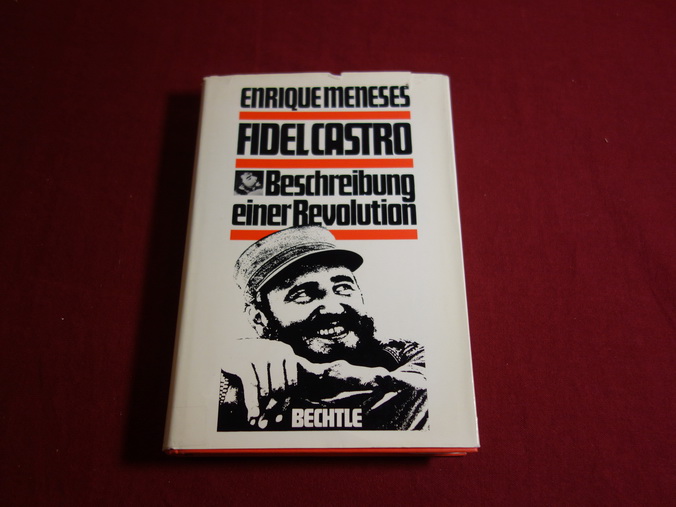 ENRIQUE MENESES
FIDEL CASTRO
Beschreibung
einer Revolution
BECHTLE